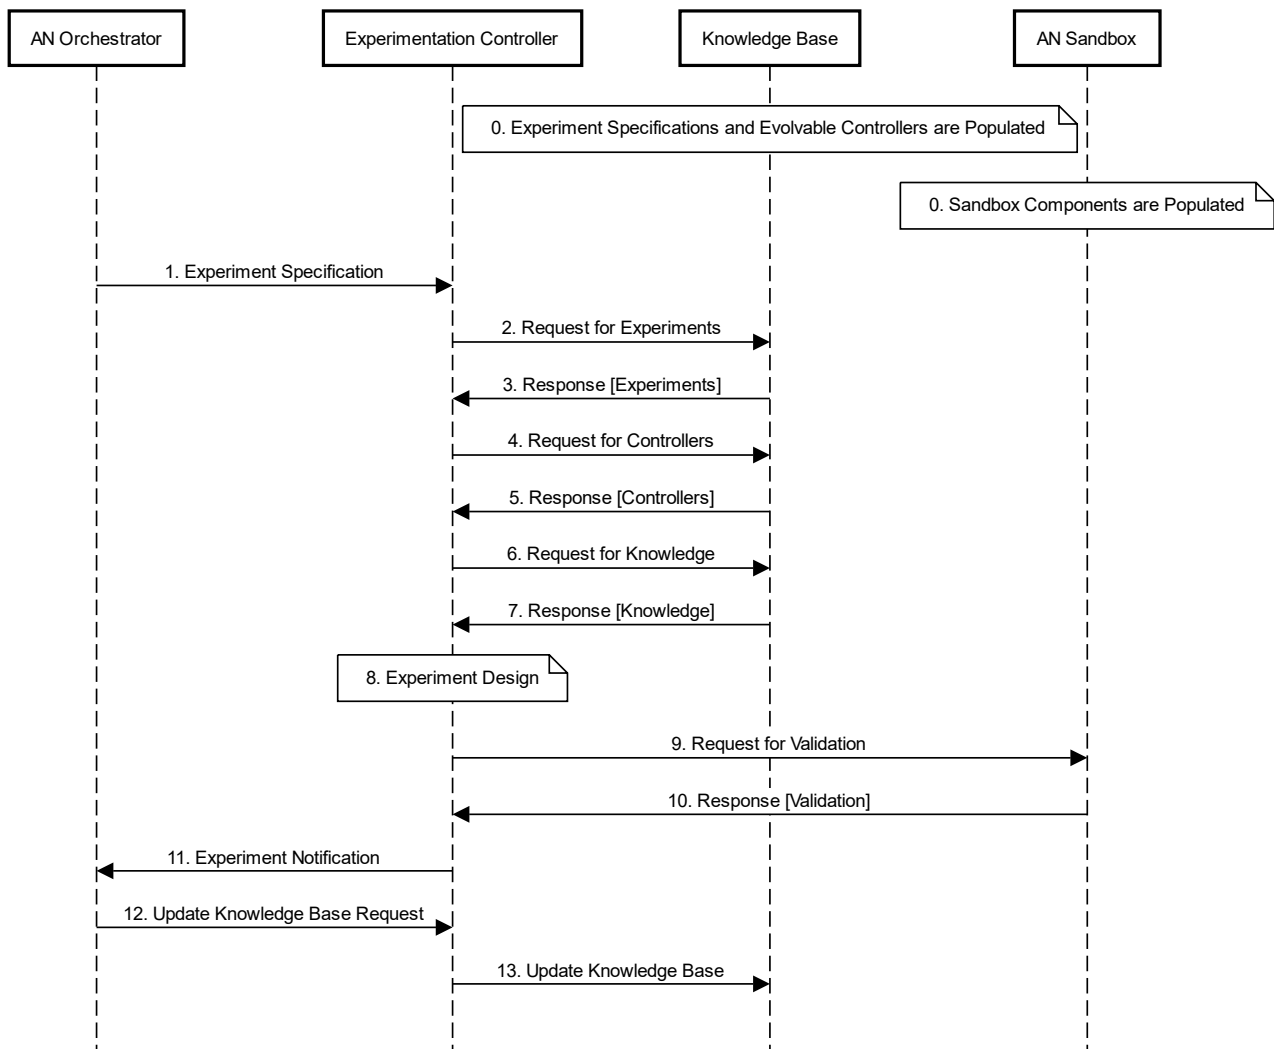 AN Orchestrator
Experimentation Controller
Knowledge Base
AN Sandbox
0. Experiment Specifications and Evolvable Controllers are Populated
0. Sandbox Components are Populated
1. Experiment Specification
2. Request for Experiments
3. Response [Experiments]
4. Request for Controllers
5. Response [Controllers]
6. Request for Knowledge
7. Response [Knowledge]
8. Experiment Design
9. Request for Validation
10. Response [Validation]
11. Experiment Notification
12. Update Knowledge Base Request
13. Update Knowledge Base